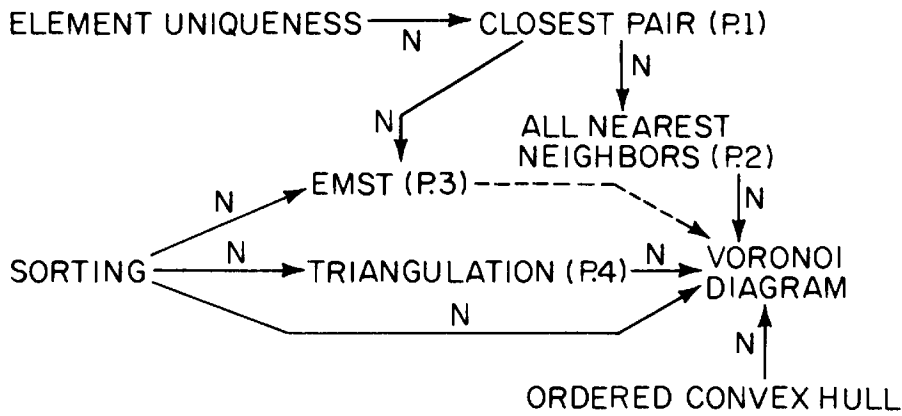 ELEMENT UNIQUENESS N CLOSEST PAIR (P.1)
N N
ALL NEAREST
NEIGHBORS (P.2)
EMST (P.3)
N N
SORTING N TRIANGULATION (P.4) N VORONOI
DIAGRAM
N
N
ORDERED CONVEX HULL